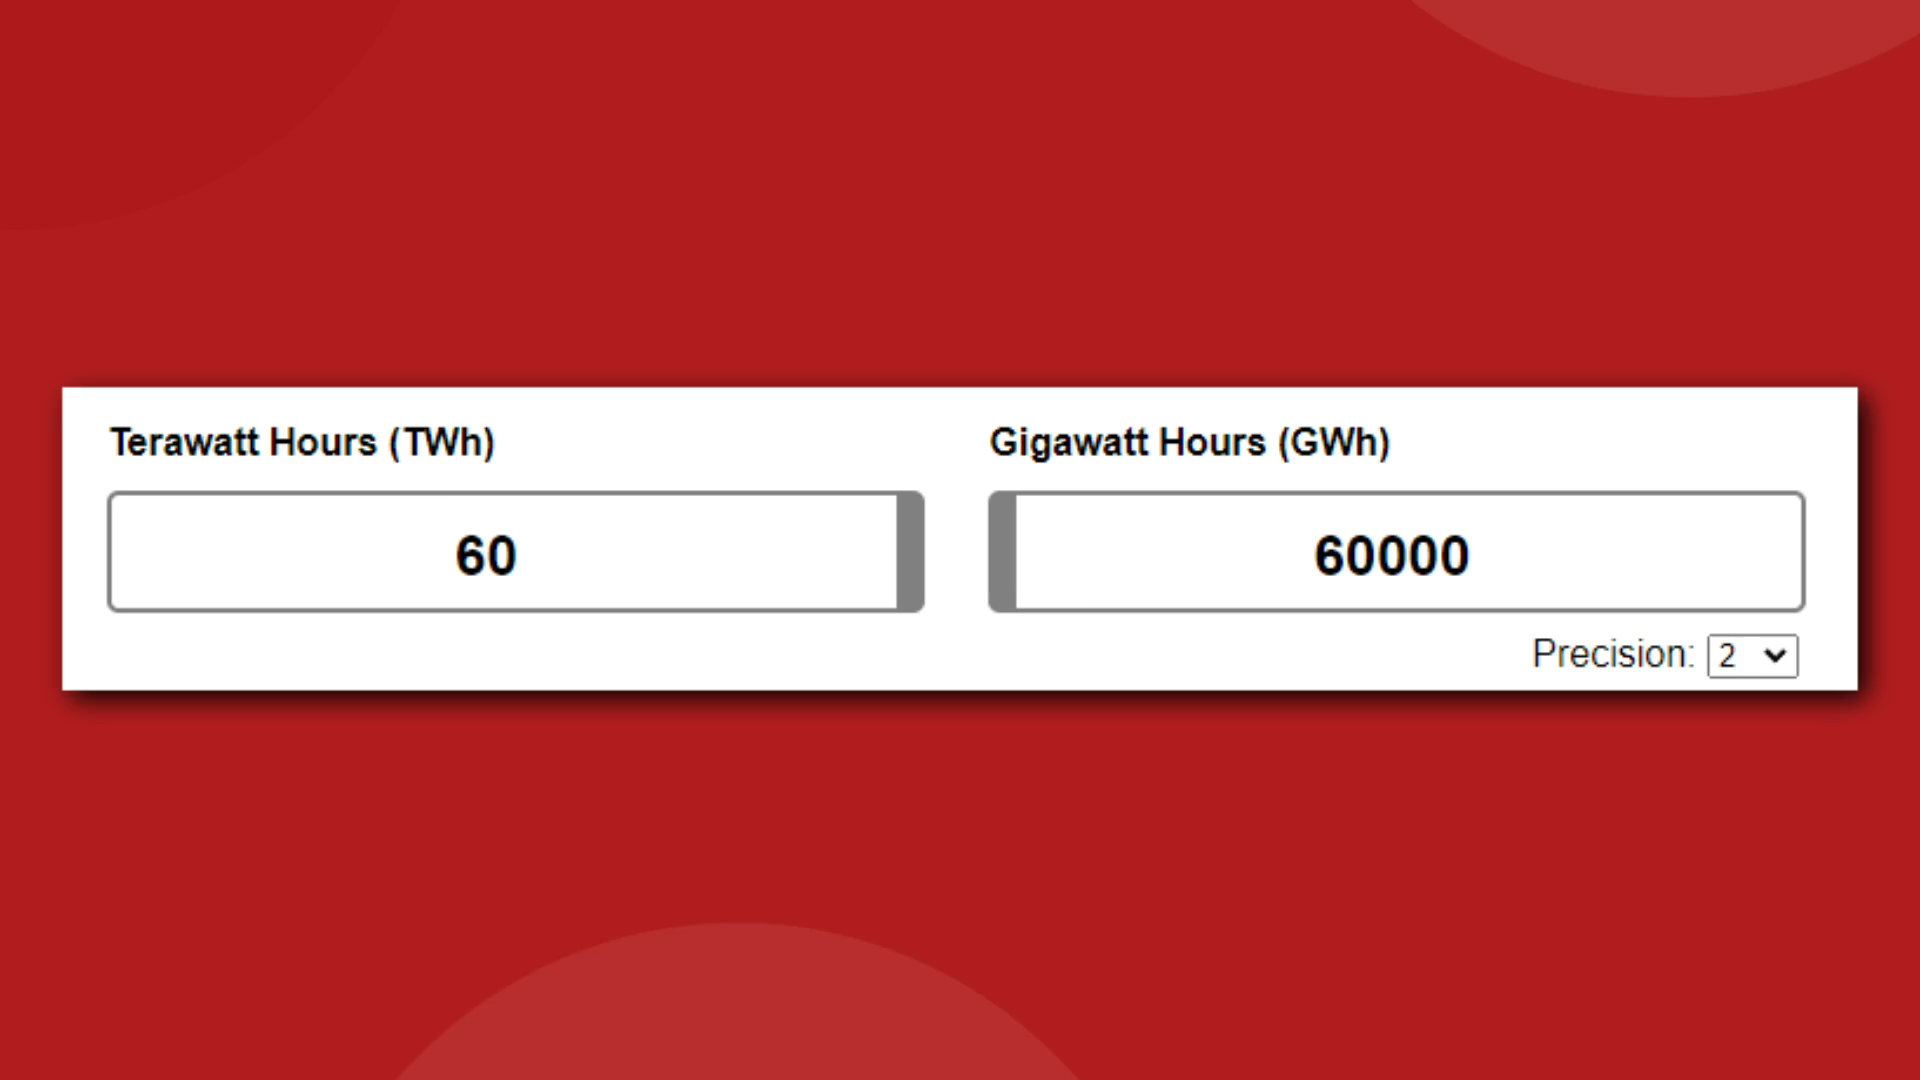 Terawatt Hours (TWh)
Gigawatt Hours (GWh)
60
60000
Precision: 2